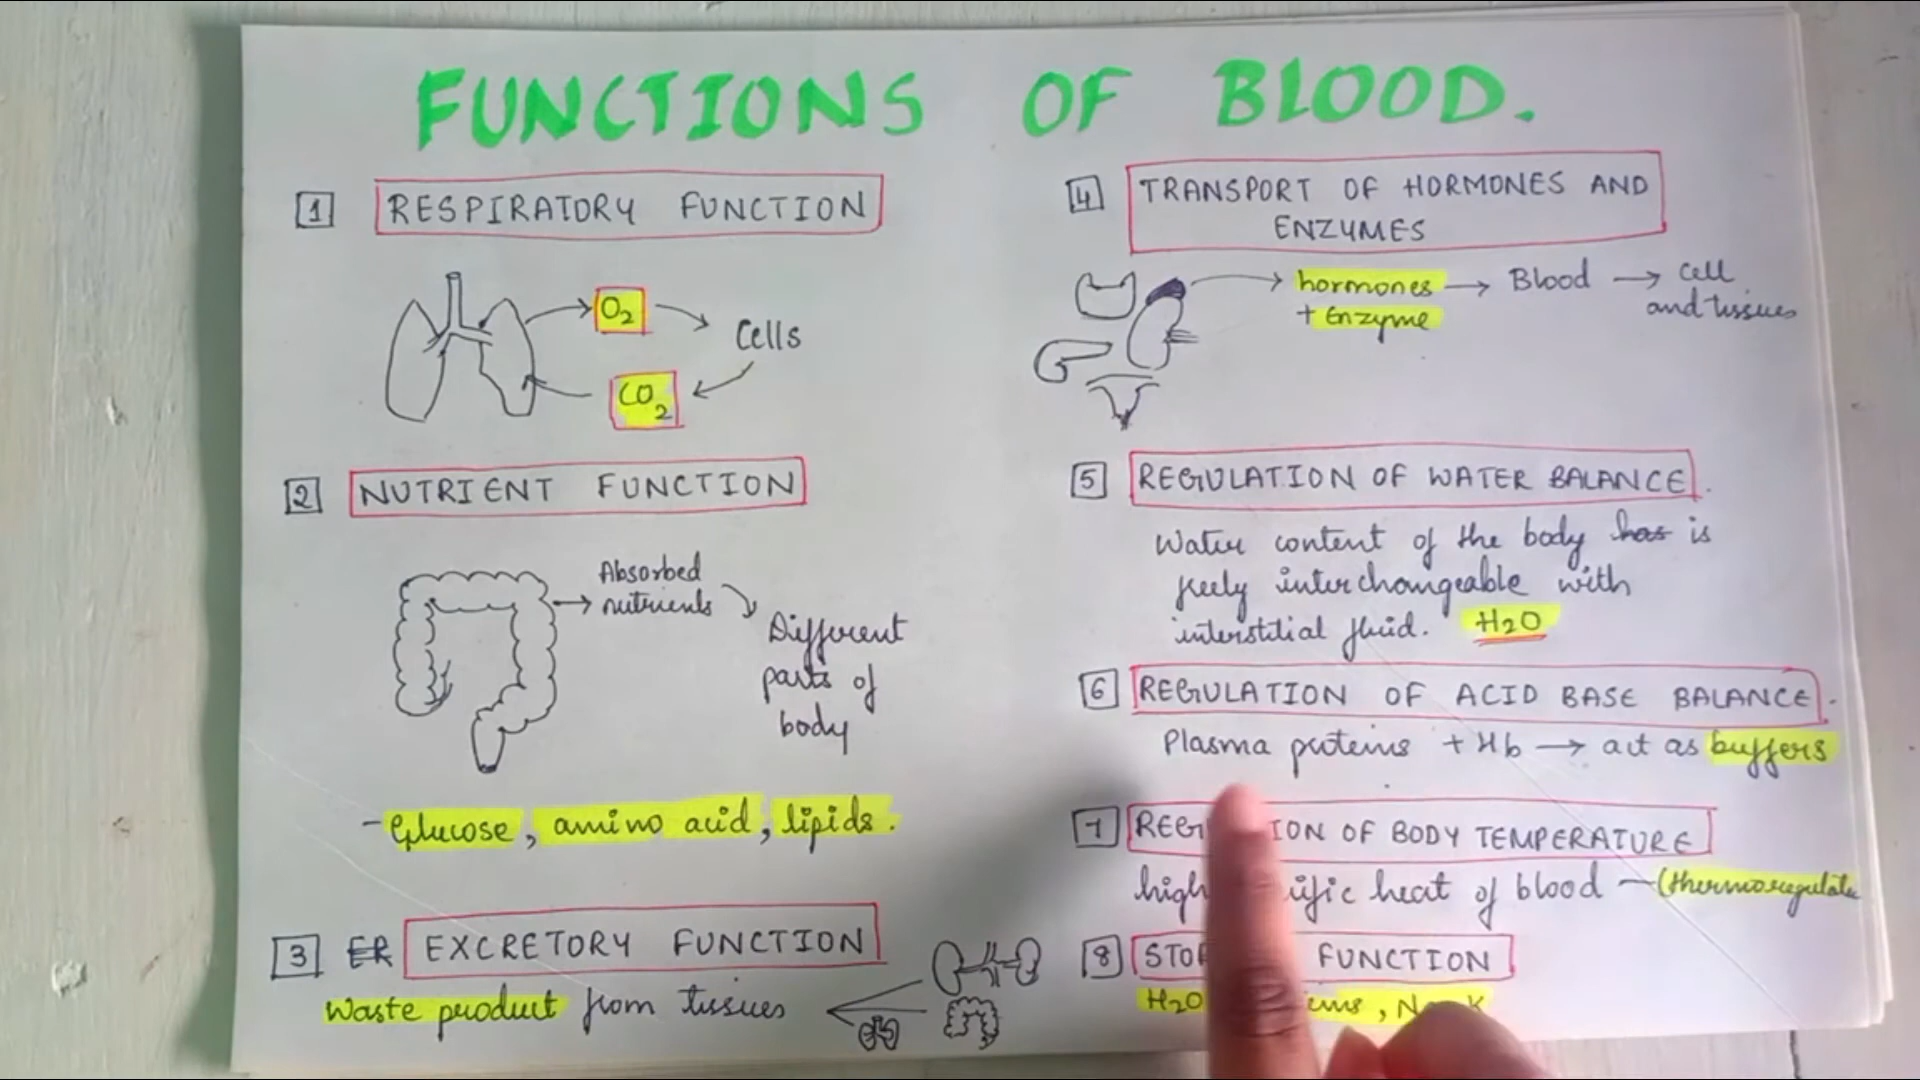 FUNCTIONS OF BLOOD.
1 RESPIRATORY FUNCTION
O2
Cells
CO2
2 NUTRIENT FUNCTION
Absorbed
nutrients
Different
parts of
body
- Glucose, amino acid, lipids.
3 ER EXCRETORY FUNCTION
Waste product from tissues
4 TRANSPORT OF HORMONES AND
ENZYMES
hormones → Blood → cell
+ Enzyme and tissues
5 REGULATION OF WATER BALANCE.
Water content of the body has is
freely interchangeable with
interstitial fluid. H2O
6 REGULATION OF ACID BASE BALANCE.
Plasma proteins + Hb → act as buffers
7 OF BODY TEMPERATURE
high heat of blood — (thermoregulate
8 FUNCTION
H2O